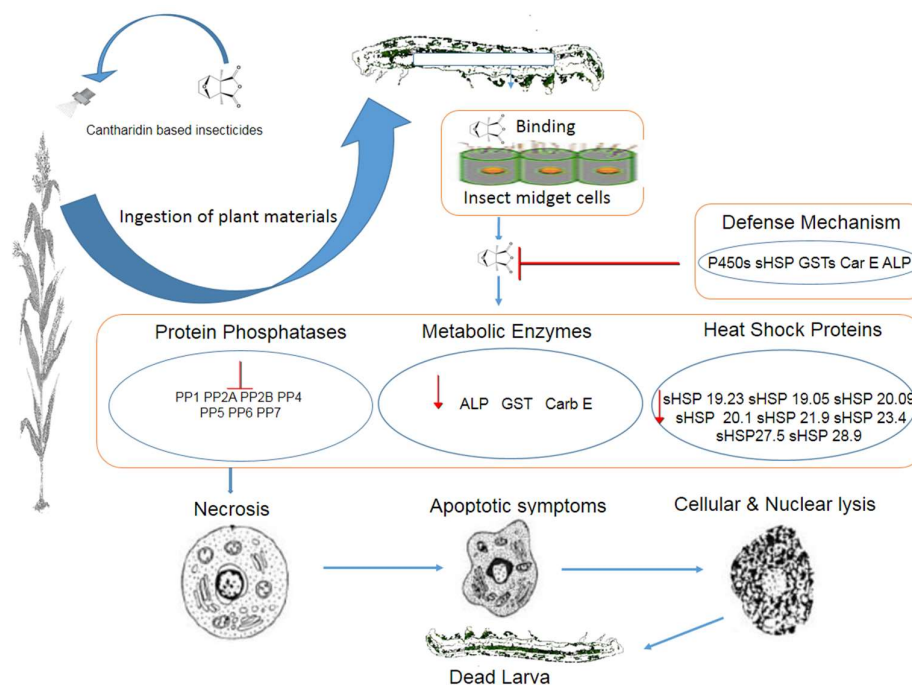 Cantharidin based insecticides
Ingestion of plant materials
Binding
Insect midget cells
Defense Mechanism
P450s sHSP GSTs Car E ALP
Protein Phosphatases
PP1 PP2A PP2B PP4
PP5 PP6 PP7
Metabolic Enzymes
ALP GST Carb E
Heat Shock Proteins
sHSP 19.23 sHSP 19.05 sHSP 20.09
sHSP 20.1 sHSP 21.9 sHSP 23.4
sHSP27.5 sHSP 28.9
Necrosis
Apoptotic symptoms
Cellular & Nuclear lysis
Dead Larva